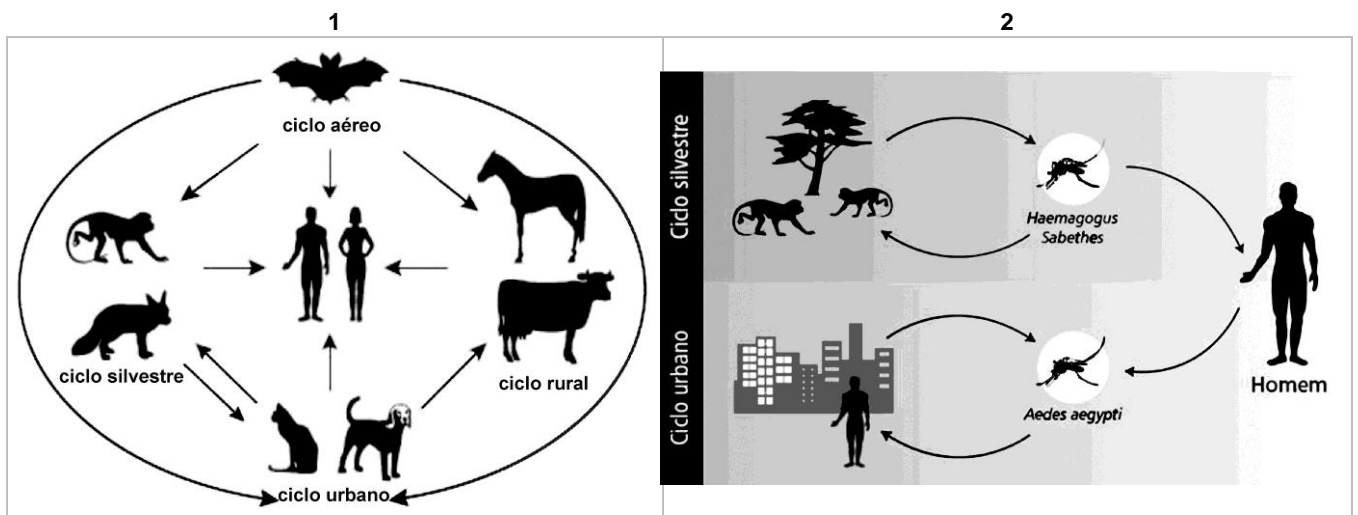 1
2
ciclo aéreo
ciclo silvestre
ciclo rural
ciclo urbano
Ciclo silvestre
Haemagogus
Sabethes
Ciclo urbano
Aedes aegypti
Homem